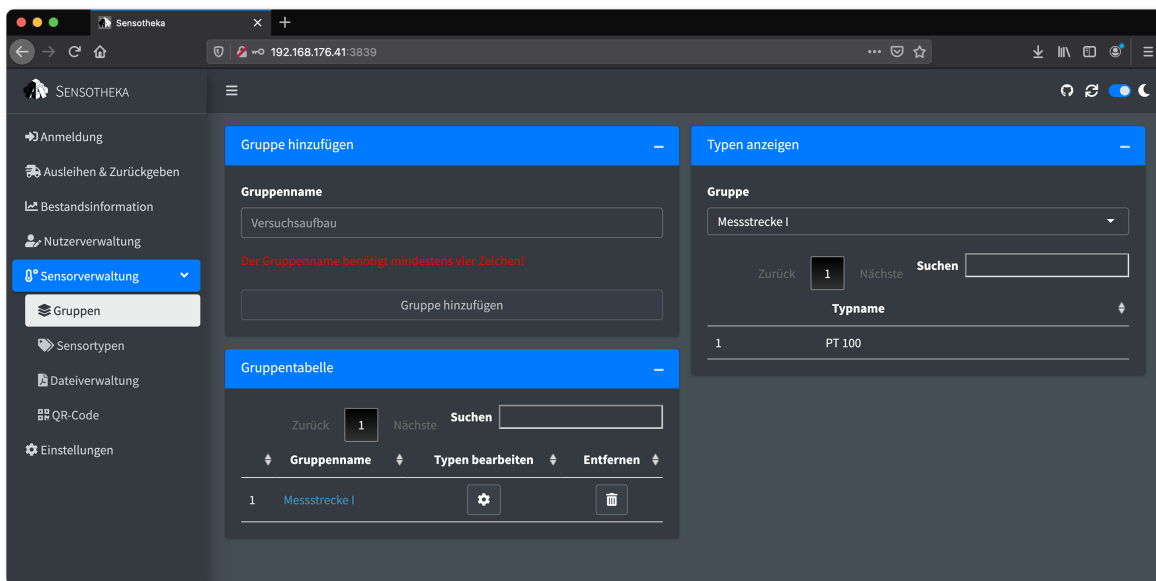 Sensotheka
192.168.176.41:3839
SENSOTHEKA
Anmeldung
Ausleihen & Zurückgeben
Bestandsinformation
Nutzerverwaltung
Sensorverwaltung
Gruppen
Sensortypen
Dateiverwaltung
QR-Code
Einstellungen
Gruppe hinzufügen
Gruppenname
Versuchsaufbau
Der Gruppenname benötigt mindestens vier Zeichen!
Gruppe hinzufügen
Gruppentabelle
Zurück 1 Nächste Suchen
Gruppenname Typen bearbeiten Entfernen
1 Messstrecke I
Typen anzeigen
Gruppe
Messstrecke I
Zurück 1 Nächste Suchen
Typname
1 PT 100